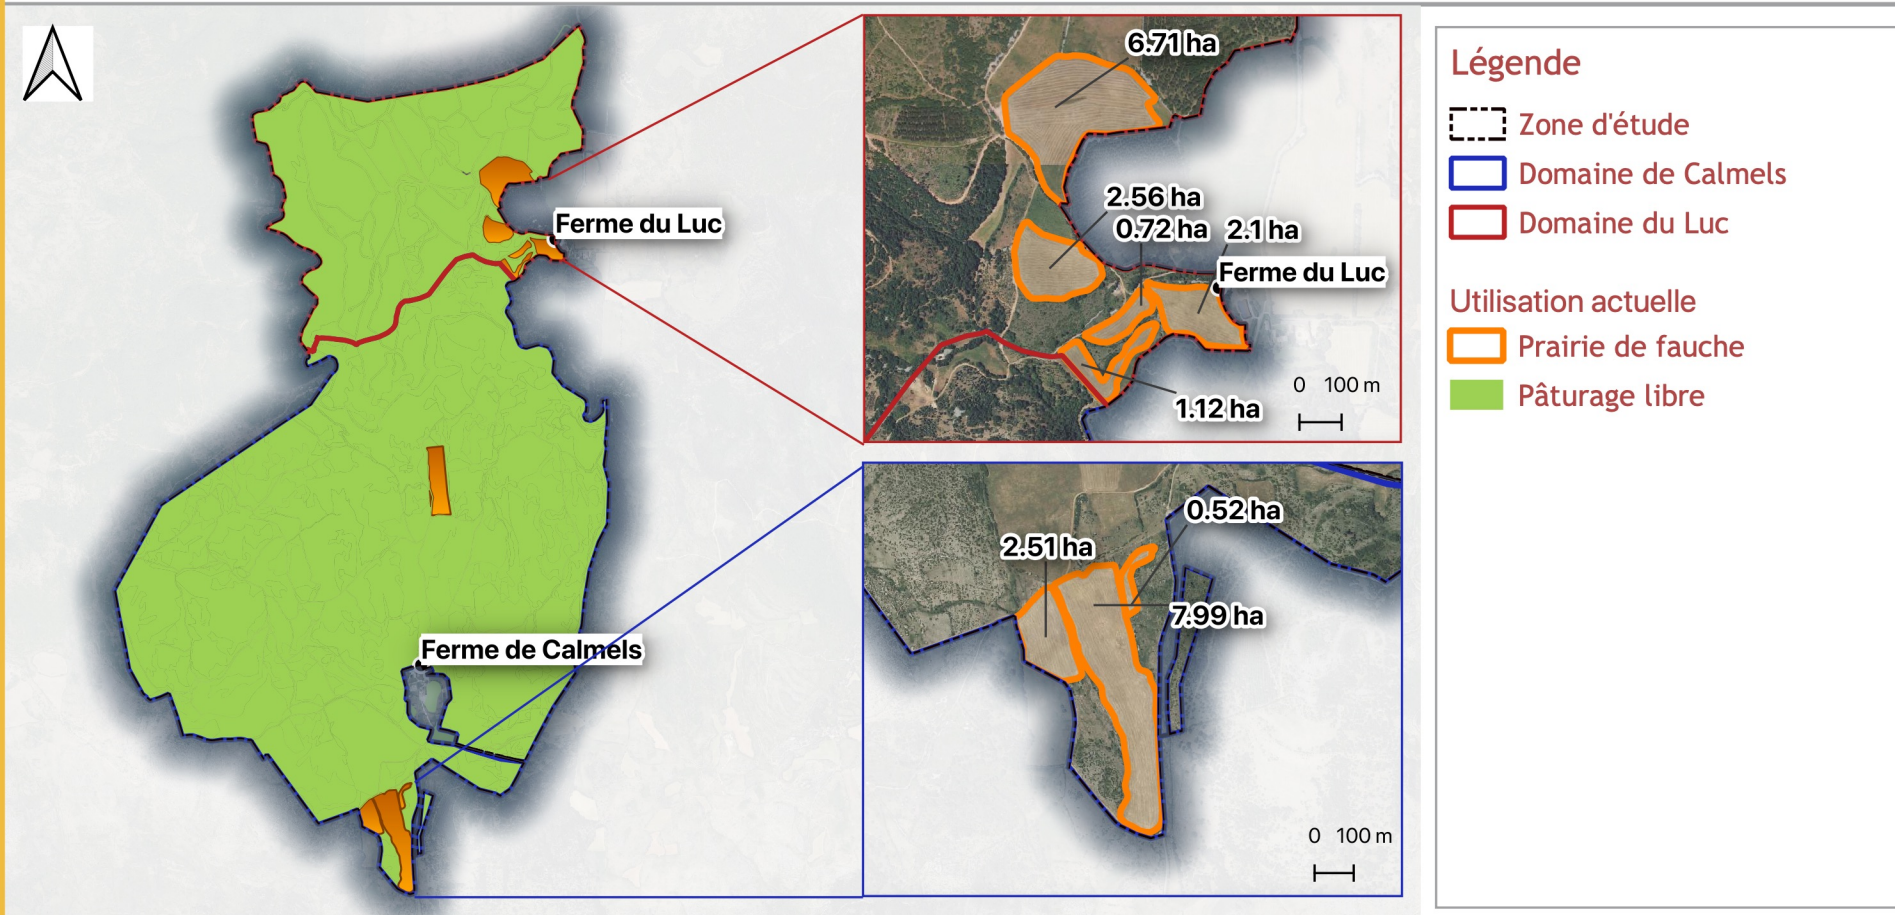 Ferme du Luc
Ferme de Calmels
6.71 ha
2.56 ha
0.72 ha
2.1 ha
Ferme du Luc
1.12 ha
0 100 m
0.52 ha
2.51 ha
7.99 ha
0 100 m
Légende
Zone d'étude
Domaine de Calmels
Domaine du Luc
Utilisation actuelle
Prairie de fauche
Pâturage libre